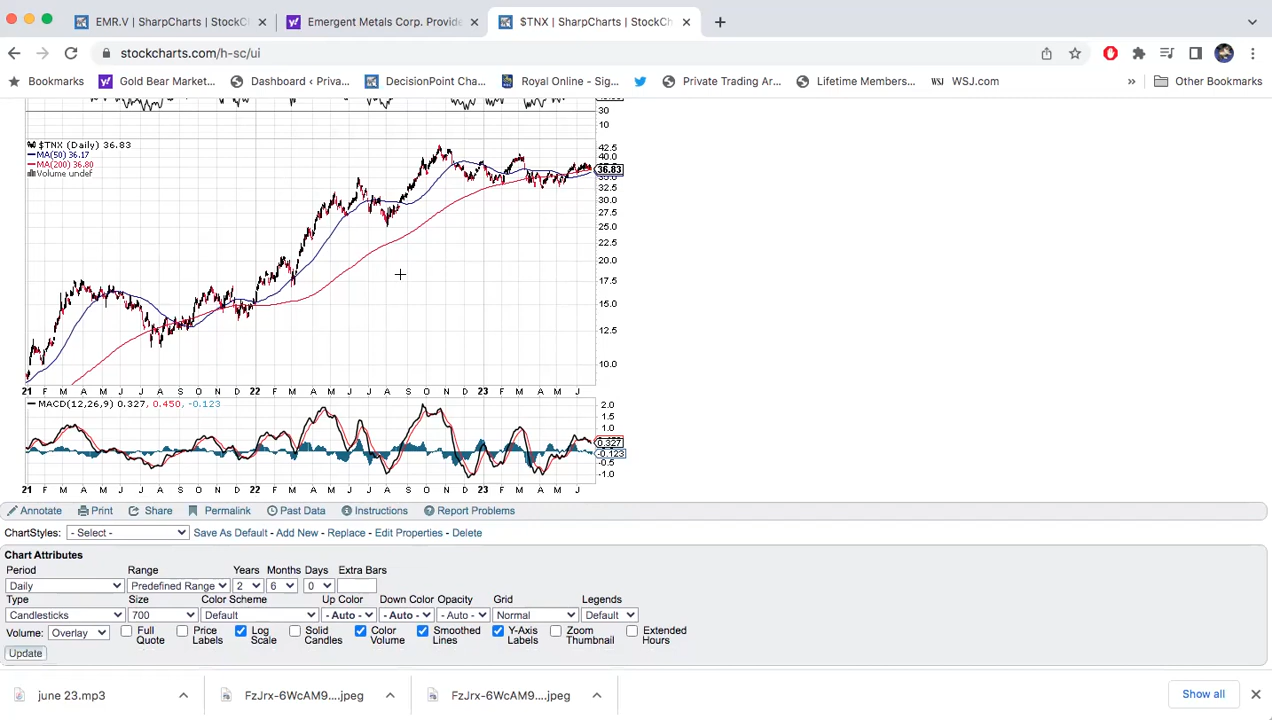 EMR.V | SharpCharts | StockCh
Emergent Metals Corp. Provide
$TNX | SharpCharts | StockCh
stockcharts.com/h-sc/ui
Bookmarks
Gold Bear Market...
Dashboard ‹ Priva...
DecisionPoint Cha...
Royal Online - Sig...
Private Trading Ar...
Lifetime Members...
WSJ WSJ.com
» Other Bookmarks
30
10
$TNX (Daily) 36.83
MA(50) 36.17
MA(200) 36.80
Volume undef
42.5
40.0
36.83
32.5
30.0
27.5
25.0
22.5
20.0
17.5
15.0
12.5
10.0
21 F M A M J J A S O N D 22 F M A M J J A S O N D 23 F M A M J
MACD(12,26,9) 0.327, 0.450, -0.123
2.0
1.5
1.0
0.327
-0.123
-0.5
-1.0
21 F M A M J J A S O N D 22 F M A M J J A S O N D 23 F M A M J
Annotate Print Share Permalink Past Data Instructions Report Problems
ChartStyles: - Select - Save As Default - Add New - Replace - Edit Properties - Delete
Chart Attributes
Period Range Years Months Days Extra Bars
Daily Predefined Range 2 6 0
Type Size Color Scheme Up Color Down Color Opacity Grid Legends
Candlesticks 700 Default - Auto - - Auto - - Auto - Normal Default
Volume: Overlay Full Quote Price Labels Log Scale Solid Candles Color Volume Smoothed Lines Y-Axis Labels Zoom Thumbnail Extended Hours
Update
june 23.mp3
FzJrx-6WcAM9....jpeg
FzJrx-6WcAM9....jpeg
Show all